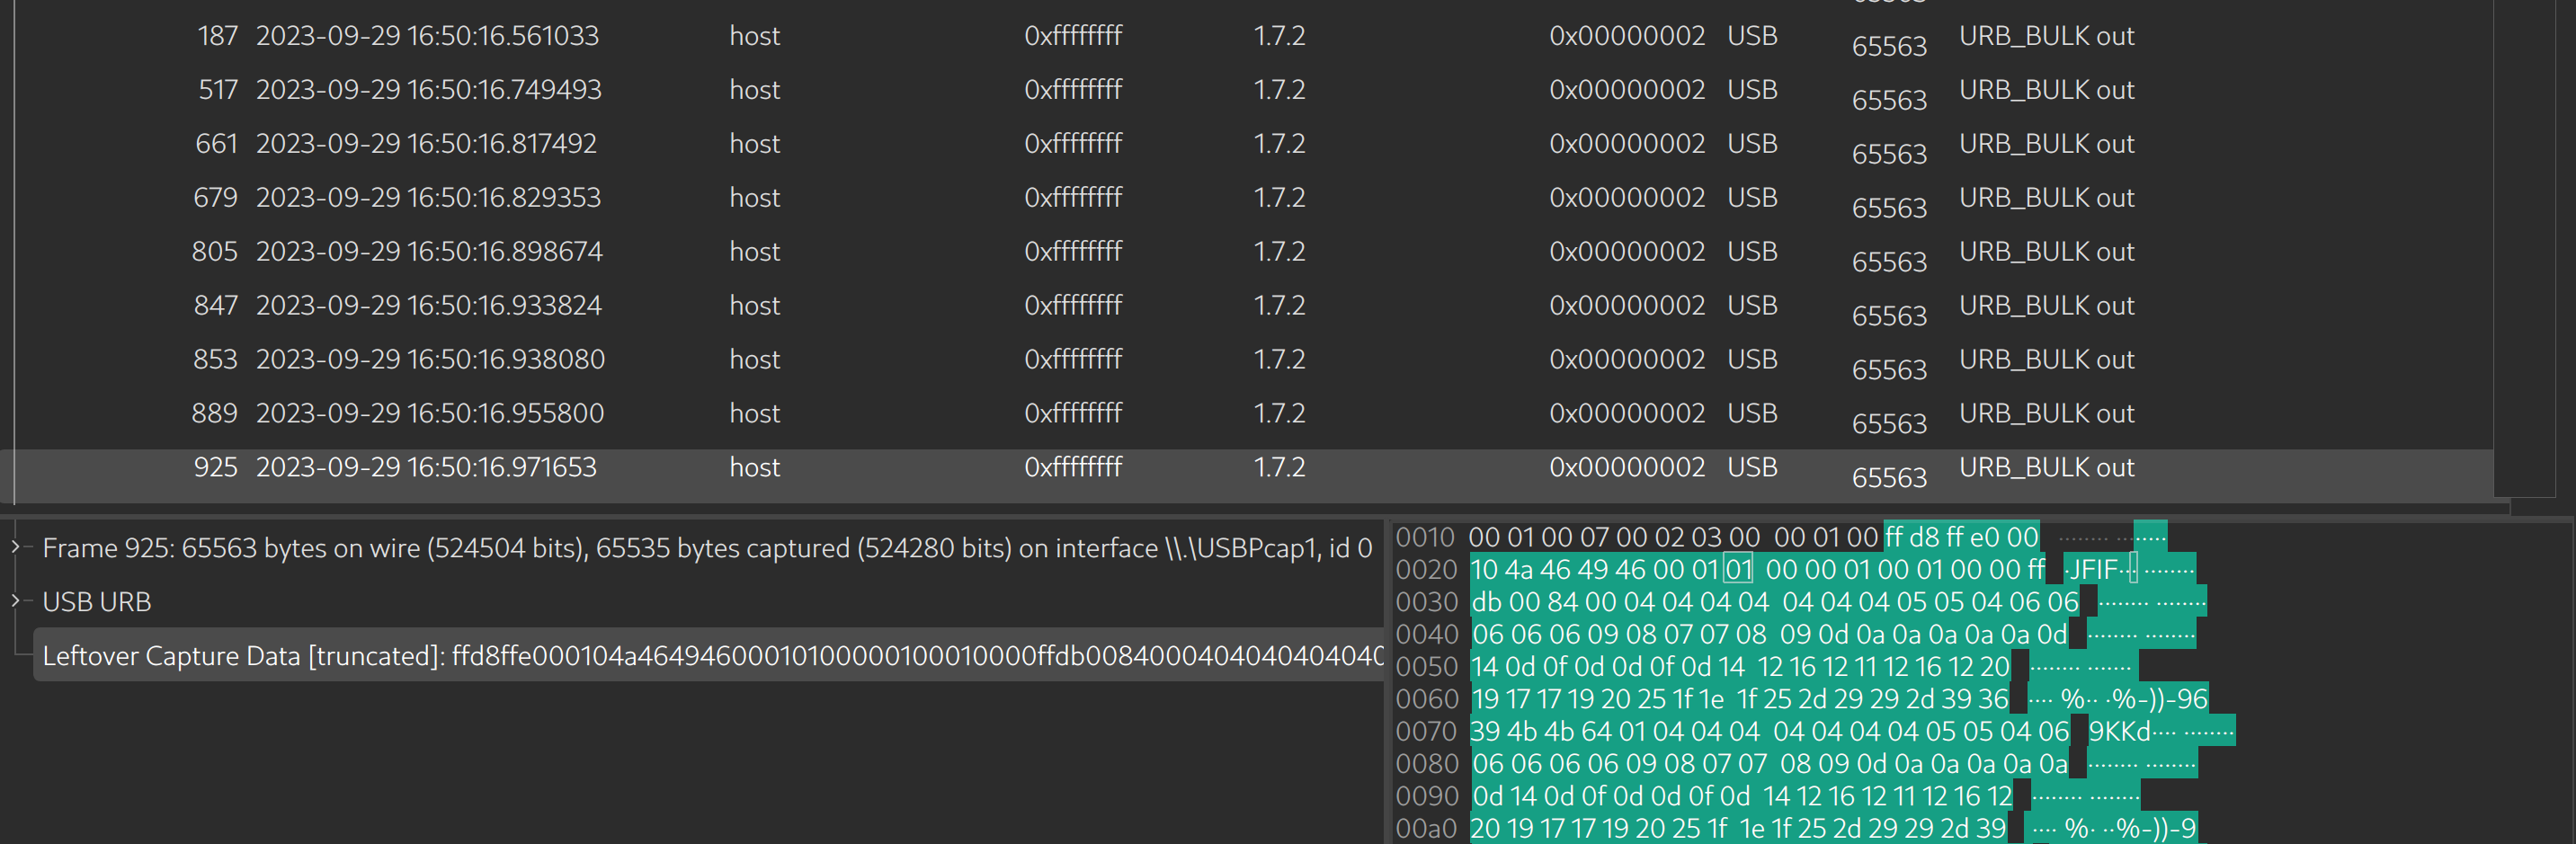 187 2023-09-29 16:50:16.561033 host 0xffffffff 1.7.2 0x00000002 USB 65563 URB_BULK out
517 2023-09-29 16:50:16.749493 host 0xffffffff 1.7.2 0x00000002 USB 65563 URB_BULK out
661 2023-09-29 16:50:16.817492 host 0xffffffff 1.7.2 0x00000002 USB 65563 URB_BULK out
679 2023-09-29 16:50:16.829353 host 0xffffffff 1.7.2 0x00000002 USB 65563 URB_BULK out
805 2023-09-29 16:50:16.898674 host 0xffffffff 1.7.2 0x00000002 USB 65563 URB_BULK out
847 2023-09-29 16:50:16.933824 host 0xffffffff 1.7.2 0x00000002 USB 65563 URB_BULK out
853 2023-09-29 16:50:16.938080 host 0xffffffff 1.7.2 0x00000002 USB 65563 URB_BULK out
889 2023-09-29 16:50:16.955800 host 0xffffffff 1.7.2 0x00000002 USB 65563 URB_BULK out
925 2023-09-29 16:50:16.971653 host 0xffffffff 1.7.2 0x00000002 USB 65563 URB_BULK out
Frame 925: 65563 bytes on wire (524504 bits), 65535 bytes captured (524280 bits) on interface \\.\USBPcap1, id 0
USB URB
Leftover Capture Data [truncated]: ffd8ffe000104a46494600010100000100010000ffdb0084000404040404040
0010 00 01 00 07 00 02 03 00 00 01 00 ff d8 ff e0 00 ········ ········
0020 10 4a 46 49 46 00 01 01 00 00 01 00 01 00 00 ff ·JFIF··· ········
0030 db 00 84 00 04 04 04 04 04 04 04 05 05 04 06 06 ········ ········
0040 06 06 06 09 08 07 07 08 09 0d 0a 0a 0a 0a 0a 0d ········ ········
0050 14 0d 0f 0d 0d 0f 0d 14 12 16 12 11 12 16 12 20 ········ ·······
0060 19 17 17 19 20 25 1f 1e 1f 25 2d 29 29 2d 39 36 ···· %·· ·%-))-96
0070 39 4b 4b 64 01 04 04 04 04 04 04 04 05 05 04 06 9KKd···· ········
0080 06 06 06 06 09 08 07 07 08 09 0d 0a 0a 0a 0a 0a ········ ········
0090 0d 14 0d 0f 0d 0d 0f 0d 14 12 16 12 11 12 16 12 ········ ········
00a0 20 19 17 17 19 20 25 1f 1e 1f 25 2d 29 29 2d 39 ···· %· ··%-))-9